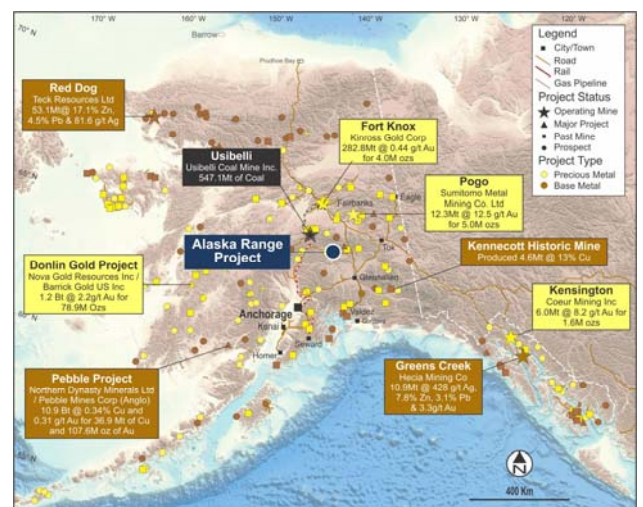 170° W
160° W
150° W
140° W
130° W
120° W
70° N
Barrow
Prudhoe Bay
Legend
City/Town
Road
Rail
Gas Pipeline
Project Status
Operating Mine
Major Project
Past Mine
Prospect
Project Type
Precious Metal
Base Metal
Red Dog
Teck Resources Ltd
53.1Mt@ 17.1% Zn,
4.5% Pb & 81.6 g/t Ag
Fort Knox
Kinross Gold Corp
282.8Mt @ 0.44 g/t Au
for 4.0M ozs
Usibelli
Usibelli Coal Mine Inc.
547.1Mt of Coal
Pogo
Sumitomo Metal
Mining Co. Ltd
12.3Mt @ 12.5 g/t Au
for 5.0M ozs
Fairbanks
Eagle
Alaska Range
Project
Tok
Kennecott Historic Mine
Produced 4.6Mt @ 13% Cu
Donlin Gold Project
Nova Gold Resources Inc /
Barrick Gold US Inc
1.2 Bt @ 2.2g/t Au for
78.9M Ozs
Glennallen
Kensington
Coeur Mining Inc
6.0Mt @ 8.2 g/t Au for
1.6M ozs
Anchorage
Kenai
Valdez
Seward
Homer
Pebble Project
Northern Dynasty Minerals Ltd
/ Pebble Mines Corp (Anglo)
10.9 Bt @ 0.34% Cu and
0.31 g/t Au for 36.9 Mt of Cu
and 107.6M oz of Au
Greens Creek
Hecla Mining Co
10.9Mt @ 428 g/t Ag,
7.8% Zn, 3.1% Pb
& 3.3g/t Au
N
400 Km